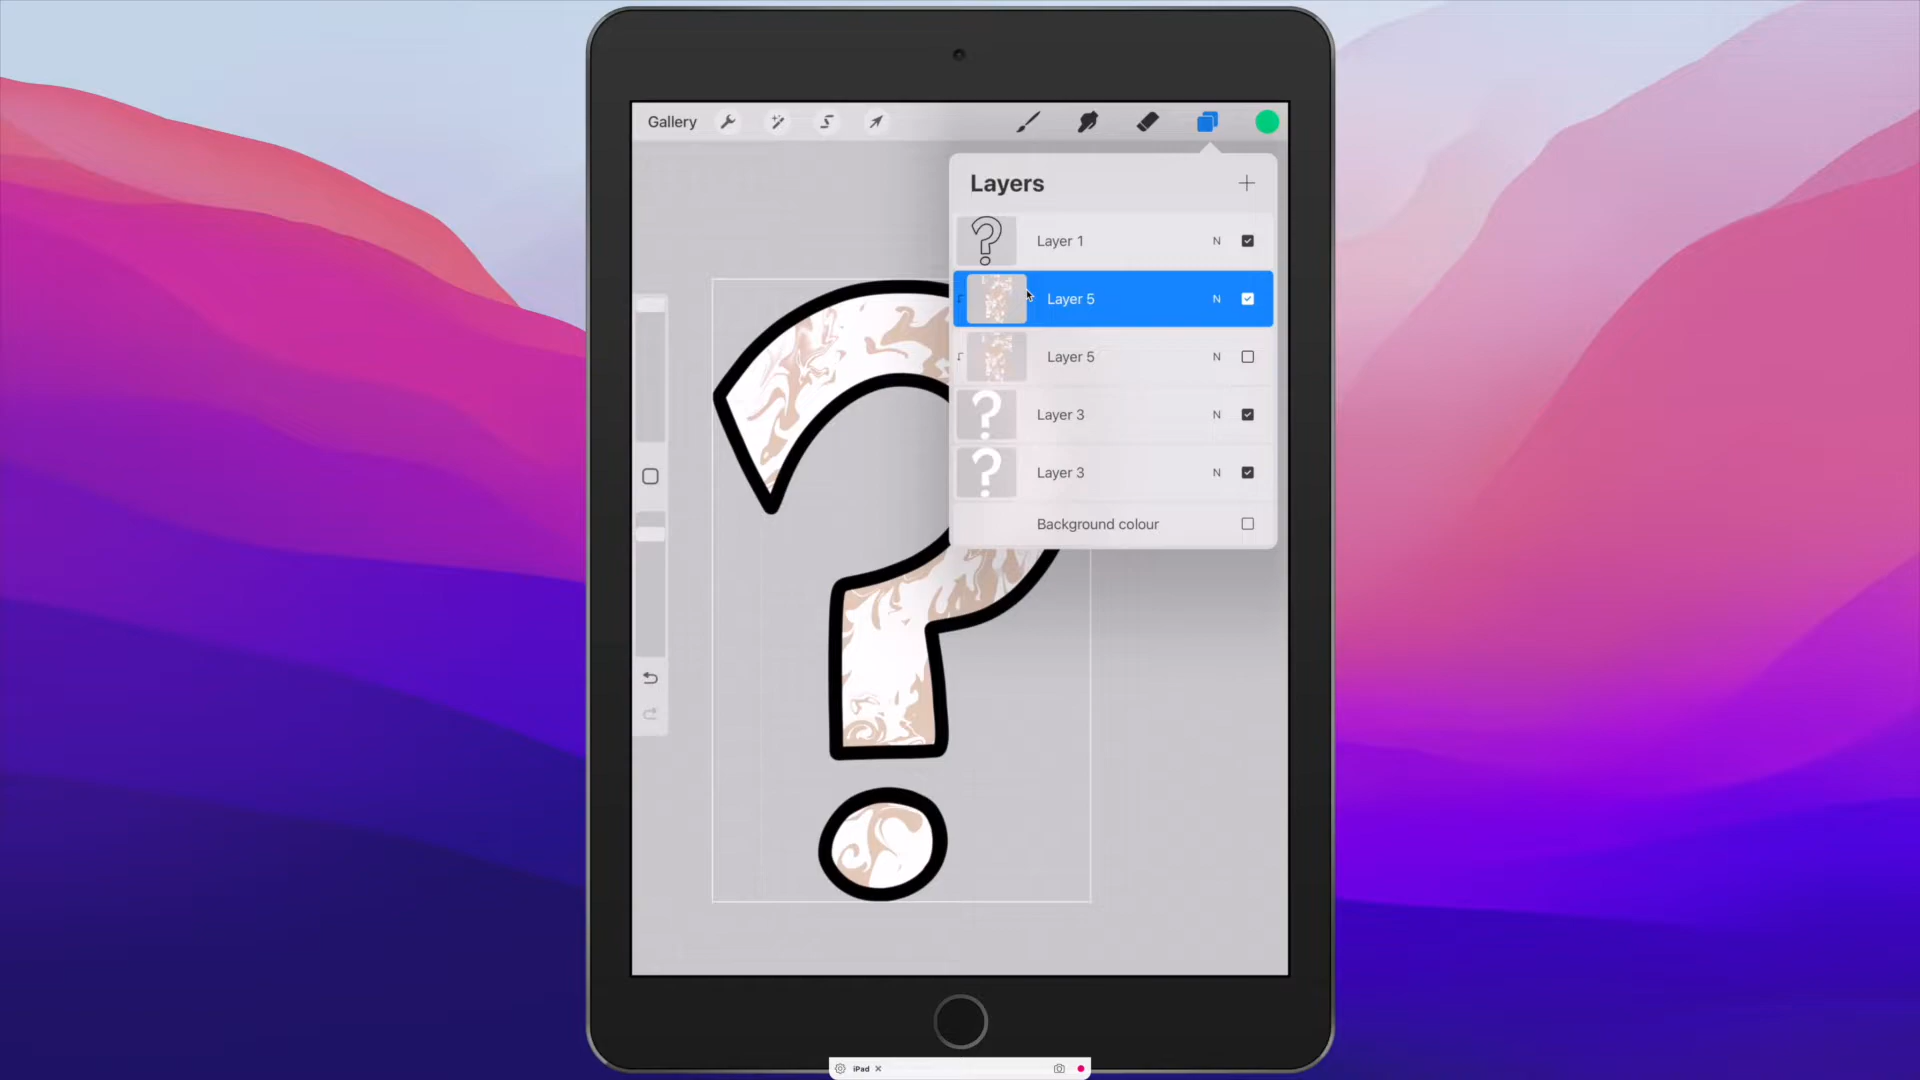 Gallery
Layers
Layer 1 N
Layer 5 N
Layer 5 N
Layer 3 N
Layer 3 N
Background colour
?
iPad